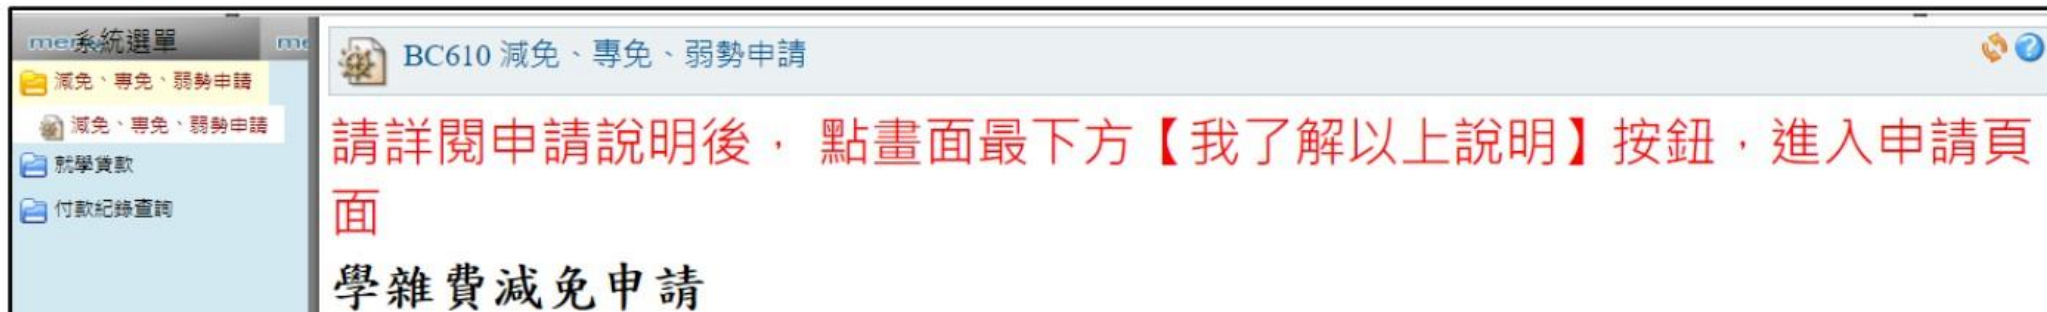 系統選單
減免、專免、弱勢申請
減免、專免、弱勢申請
就學貸款
付款紀錄查詢
BC610 減免、專免、弱勢申請
請詳閱申請說明後， 點畫面最下方【我了解以上說明】按鈕，進入申請頁
面
學雜費減免申請